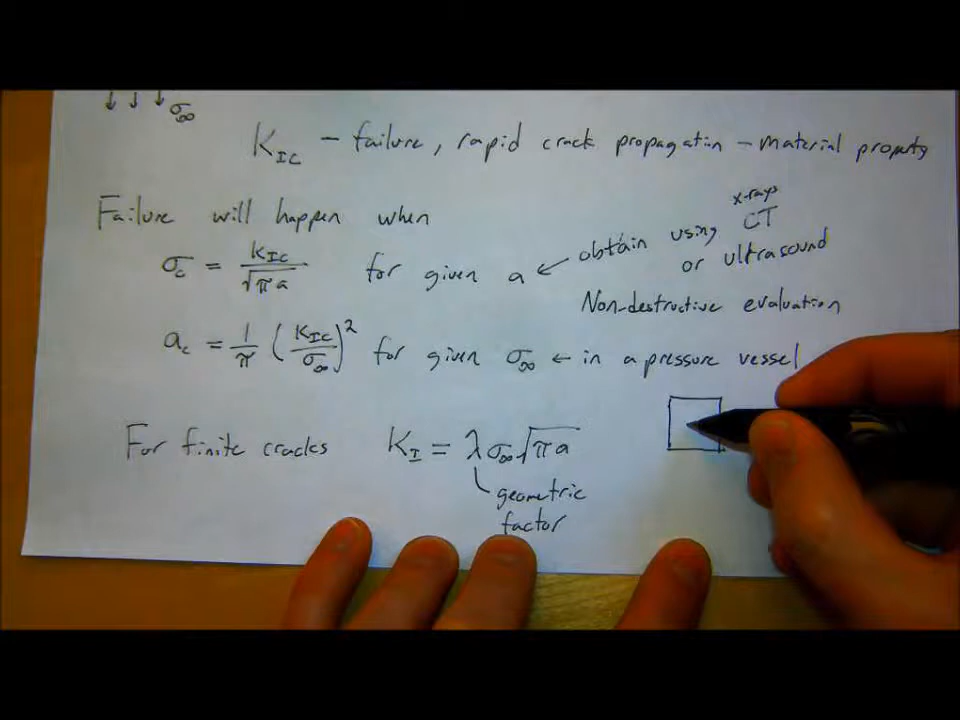 σ∞
K_IC – failure, rapid crack propagatin – material property
Failure will happen when
x-rays
σ_c = K_IC / √πa for given a ← obtain using CT
or ultrasound
Non-destructive evaluation
a_c = 1/π (K_IC / σ∞)² for given σ∞ ← in a pressure vessel
For finite cracks K_I = λσ∞√πa
geometric
factor